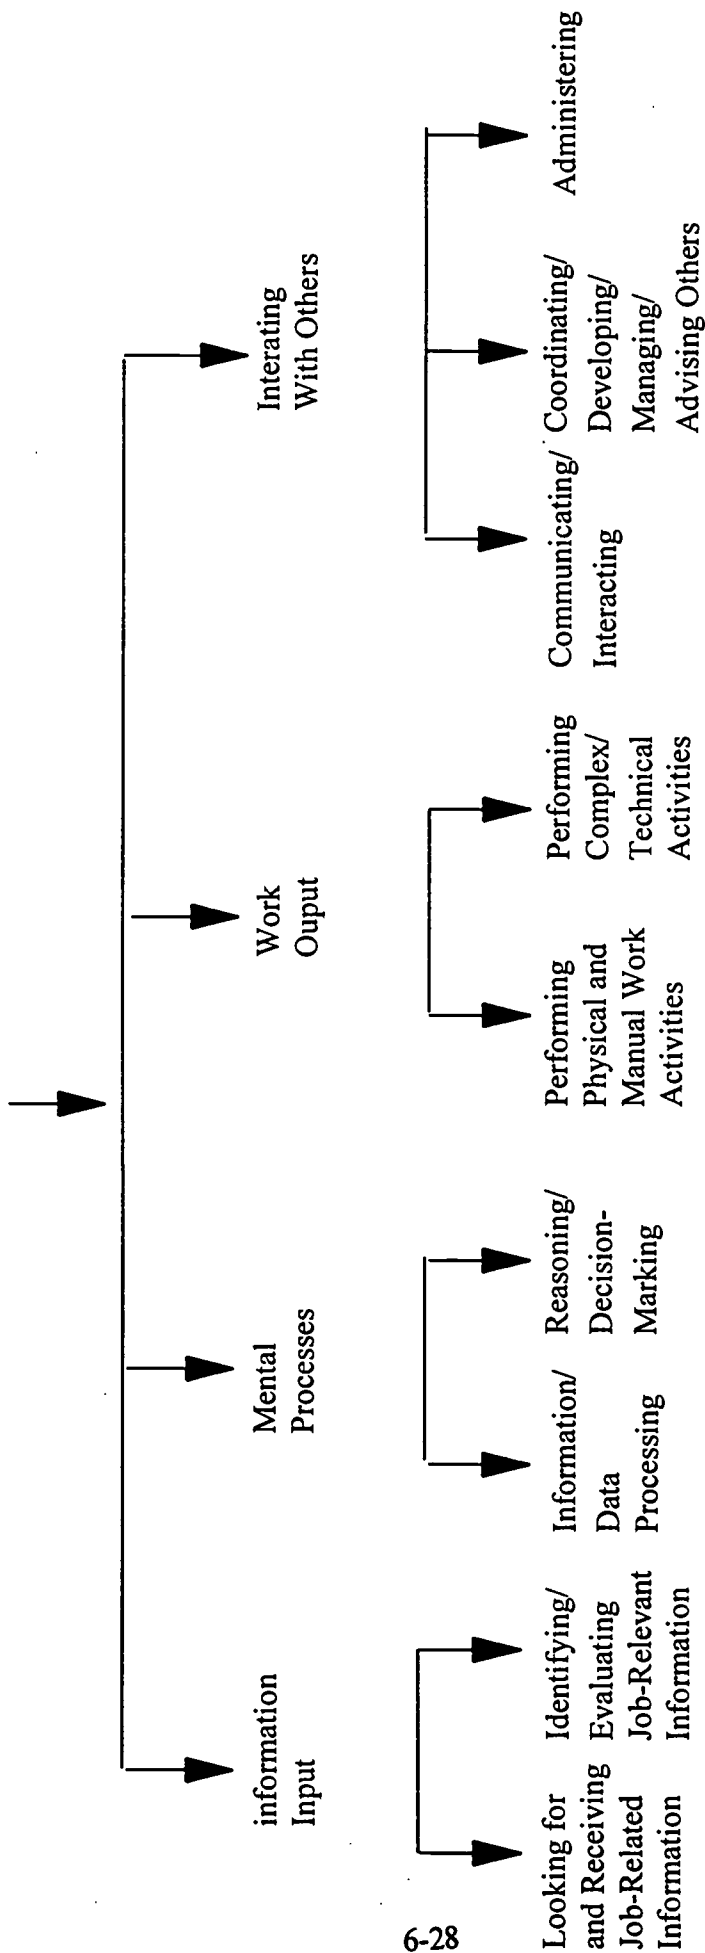 information
Input
Mental
Processes
Work
Ouput
Interating
With Others
Looking for
and Receiving
Job-Related
Information
Identifying/
Evaluating
Job-Relevant
Information
Information/
Data
Processing
Reasoning/
Decision-
Marking
Performing
Physical and
Manual Work
Activities
Performing
Complex/
Technical
Activities
Communicating/
Interacting
Coordinating/
Developing/
Managing/
Advising Others
Administering
6-28